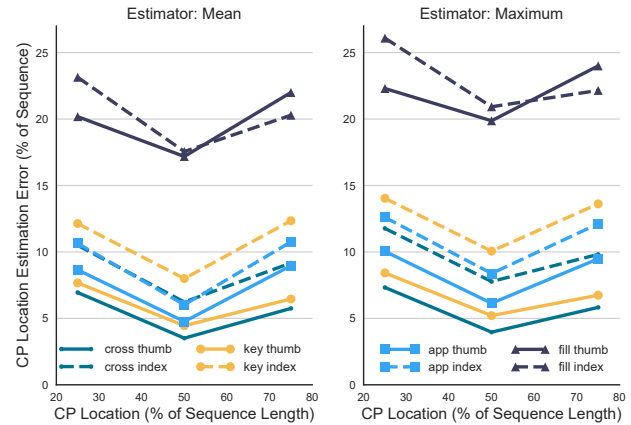 Estimator: Mean
Estimator: Maximum
CP Location Estimation Error (% of Sequence)
25
20
15
10
5
0
25
20
15
10
5
0
cross thumb
key thumb
cross index
key index
app thumb
fill thumb
app index
fill index
20 30 40 50 60 70 80
20 30 40 50 60 70 80
CP Location (% of Sequence Length)
CP Location (% of Sequence Length)